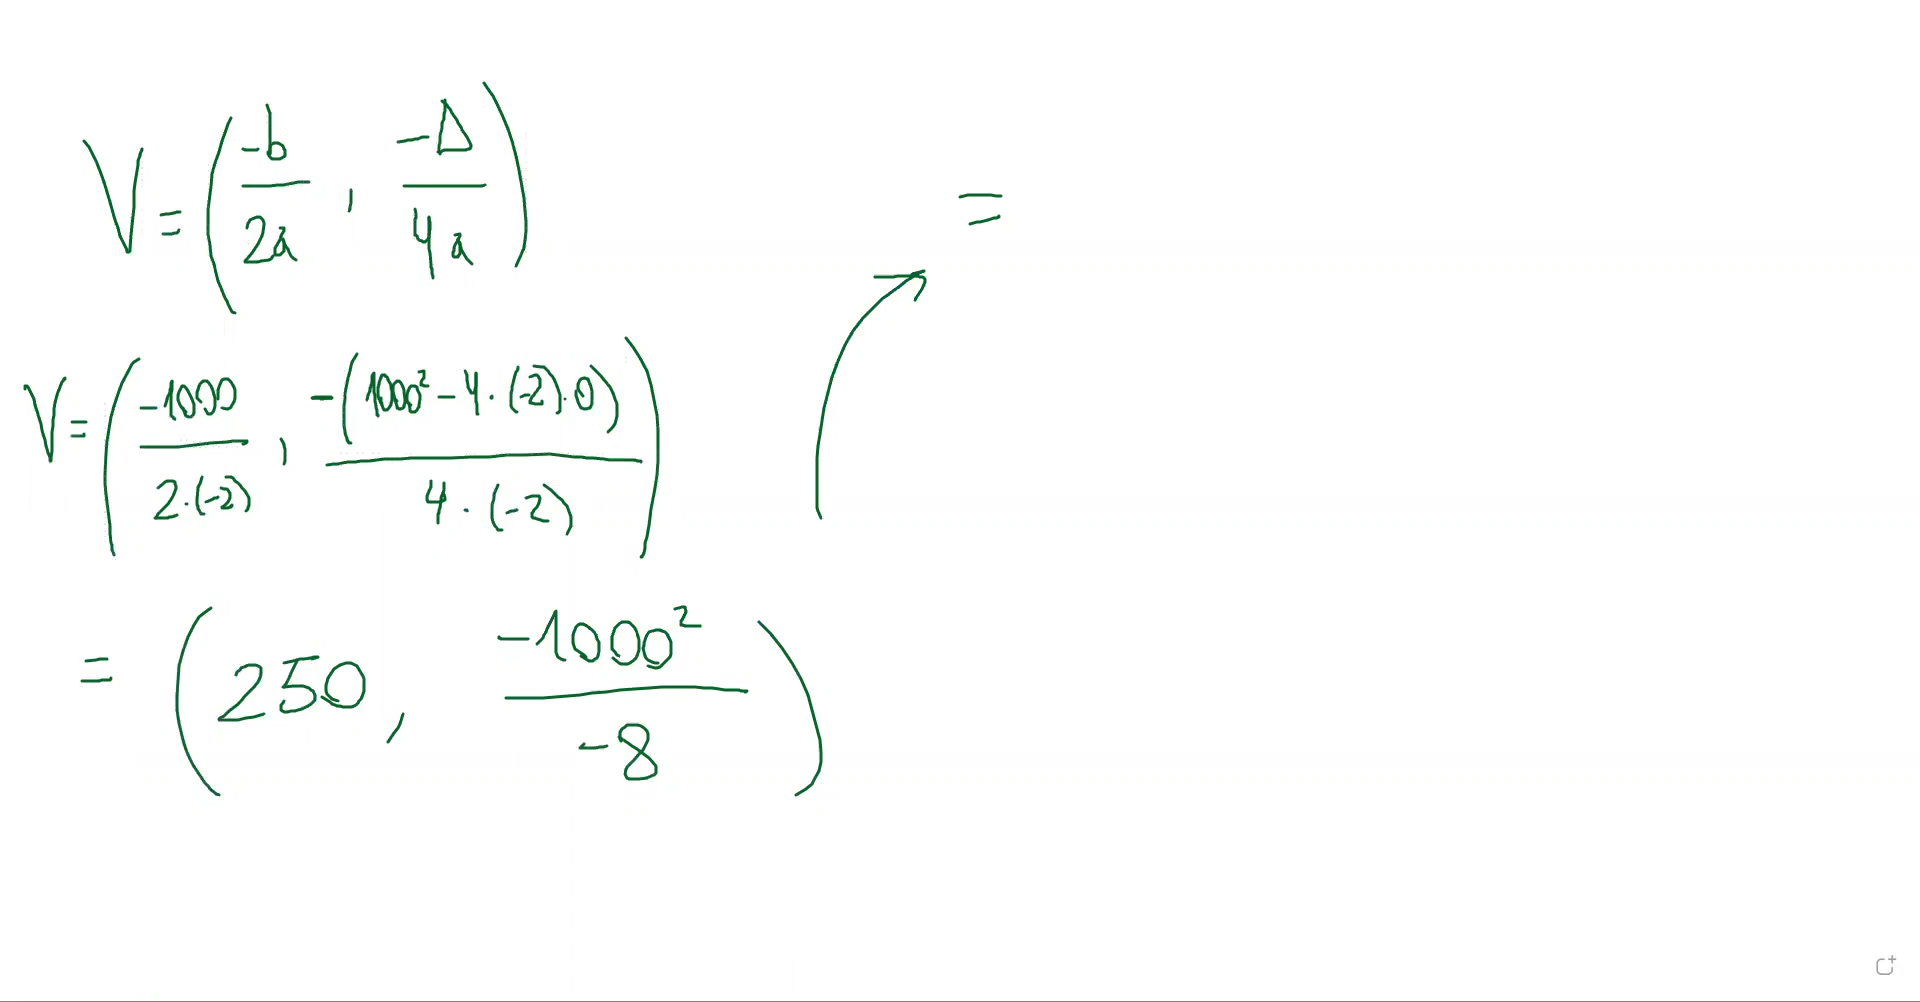 V = (-b/2a, -Δ/4a)
V = (-1000/2·(-2), -(1000²-4·(-2)·0)/4·(-2))
= (250, -1000²/-8)
=